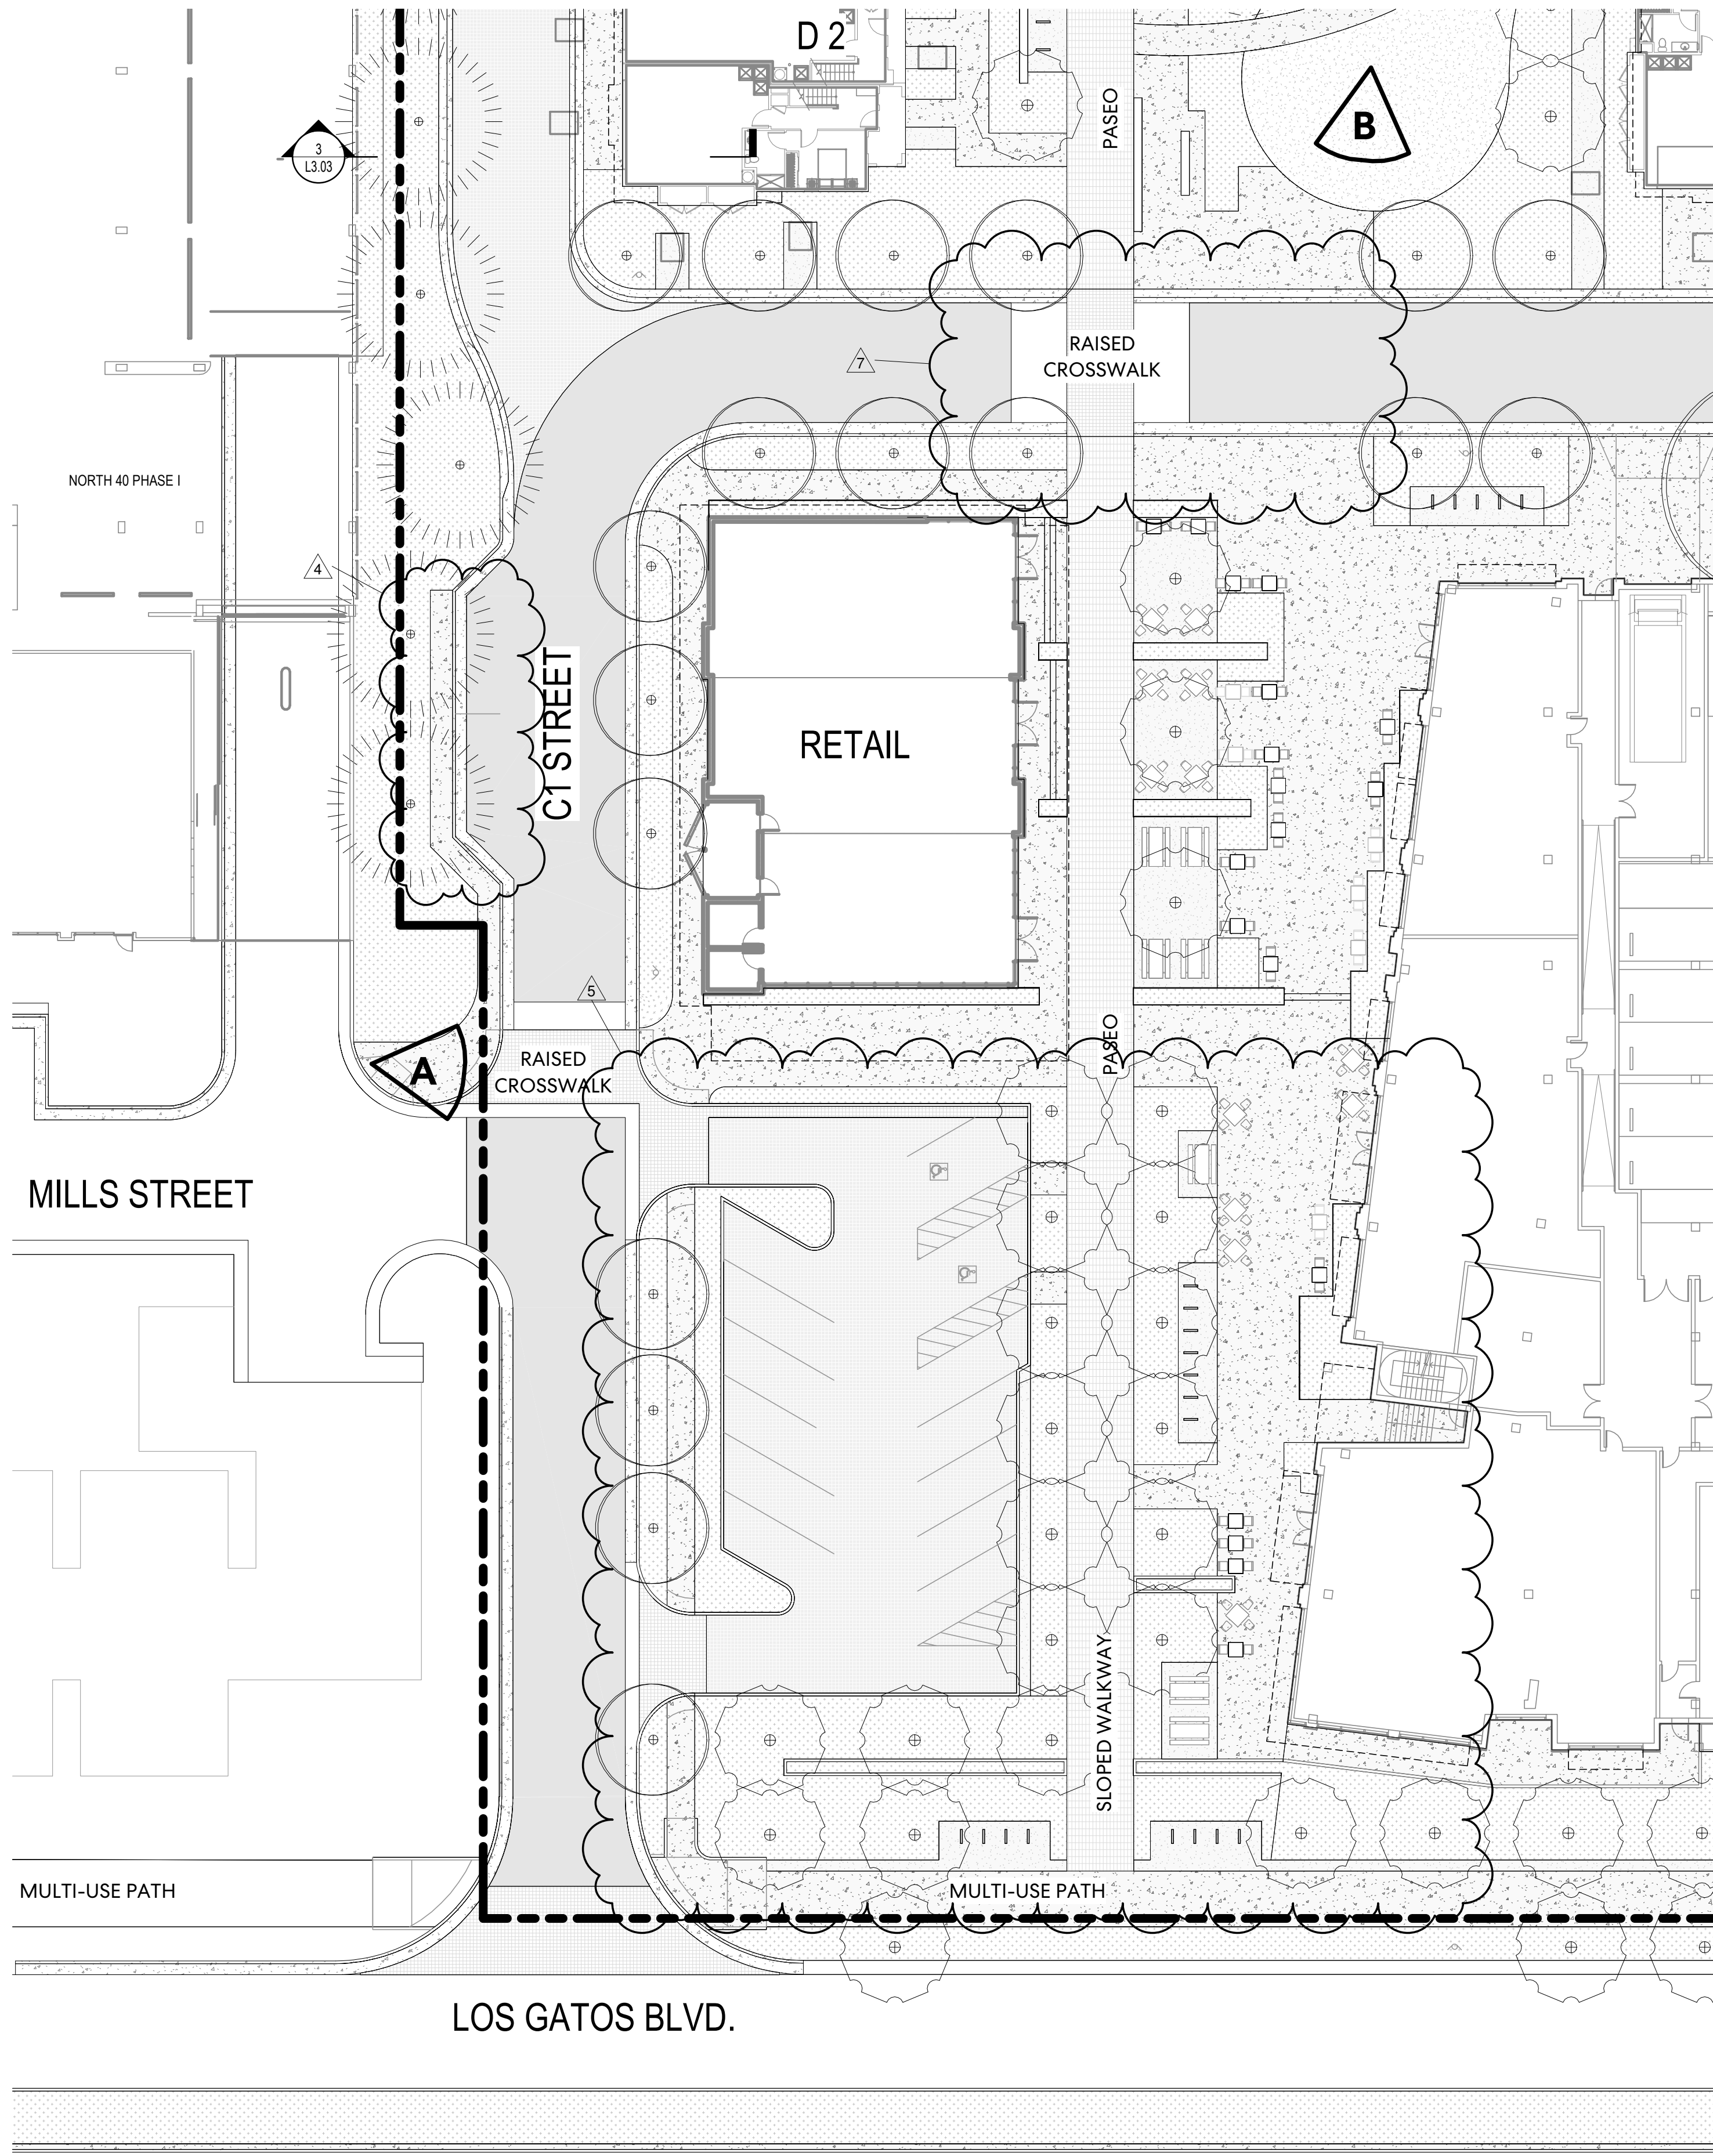 D 2
PASEO
B
3
L3.03
RAISED
CROSSWALK
7
NORTH 40 PHASE I
4
C1 STREET
RETAIL
5
PASEO
RAISED
CROSSWALK
A
MILLS STREET
SLOPED WALKWAY
MULTI-USE PATH
MULTI-USE PATH
LOS GATOS BLVD.